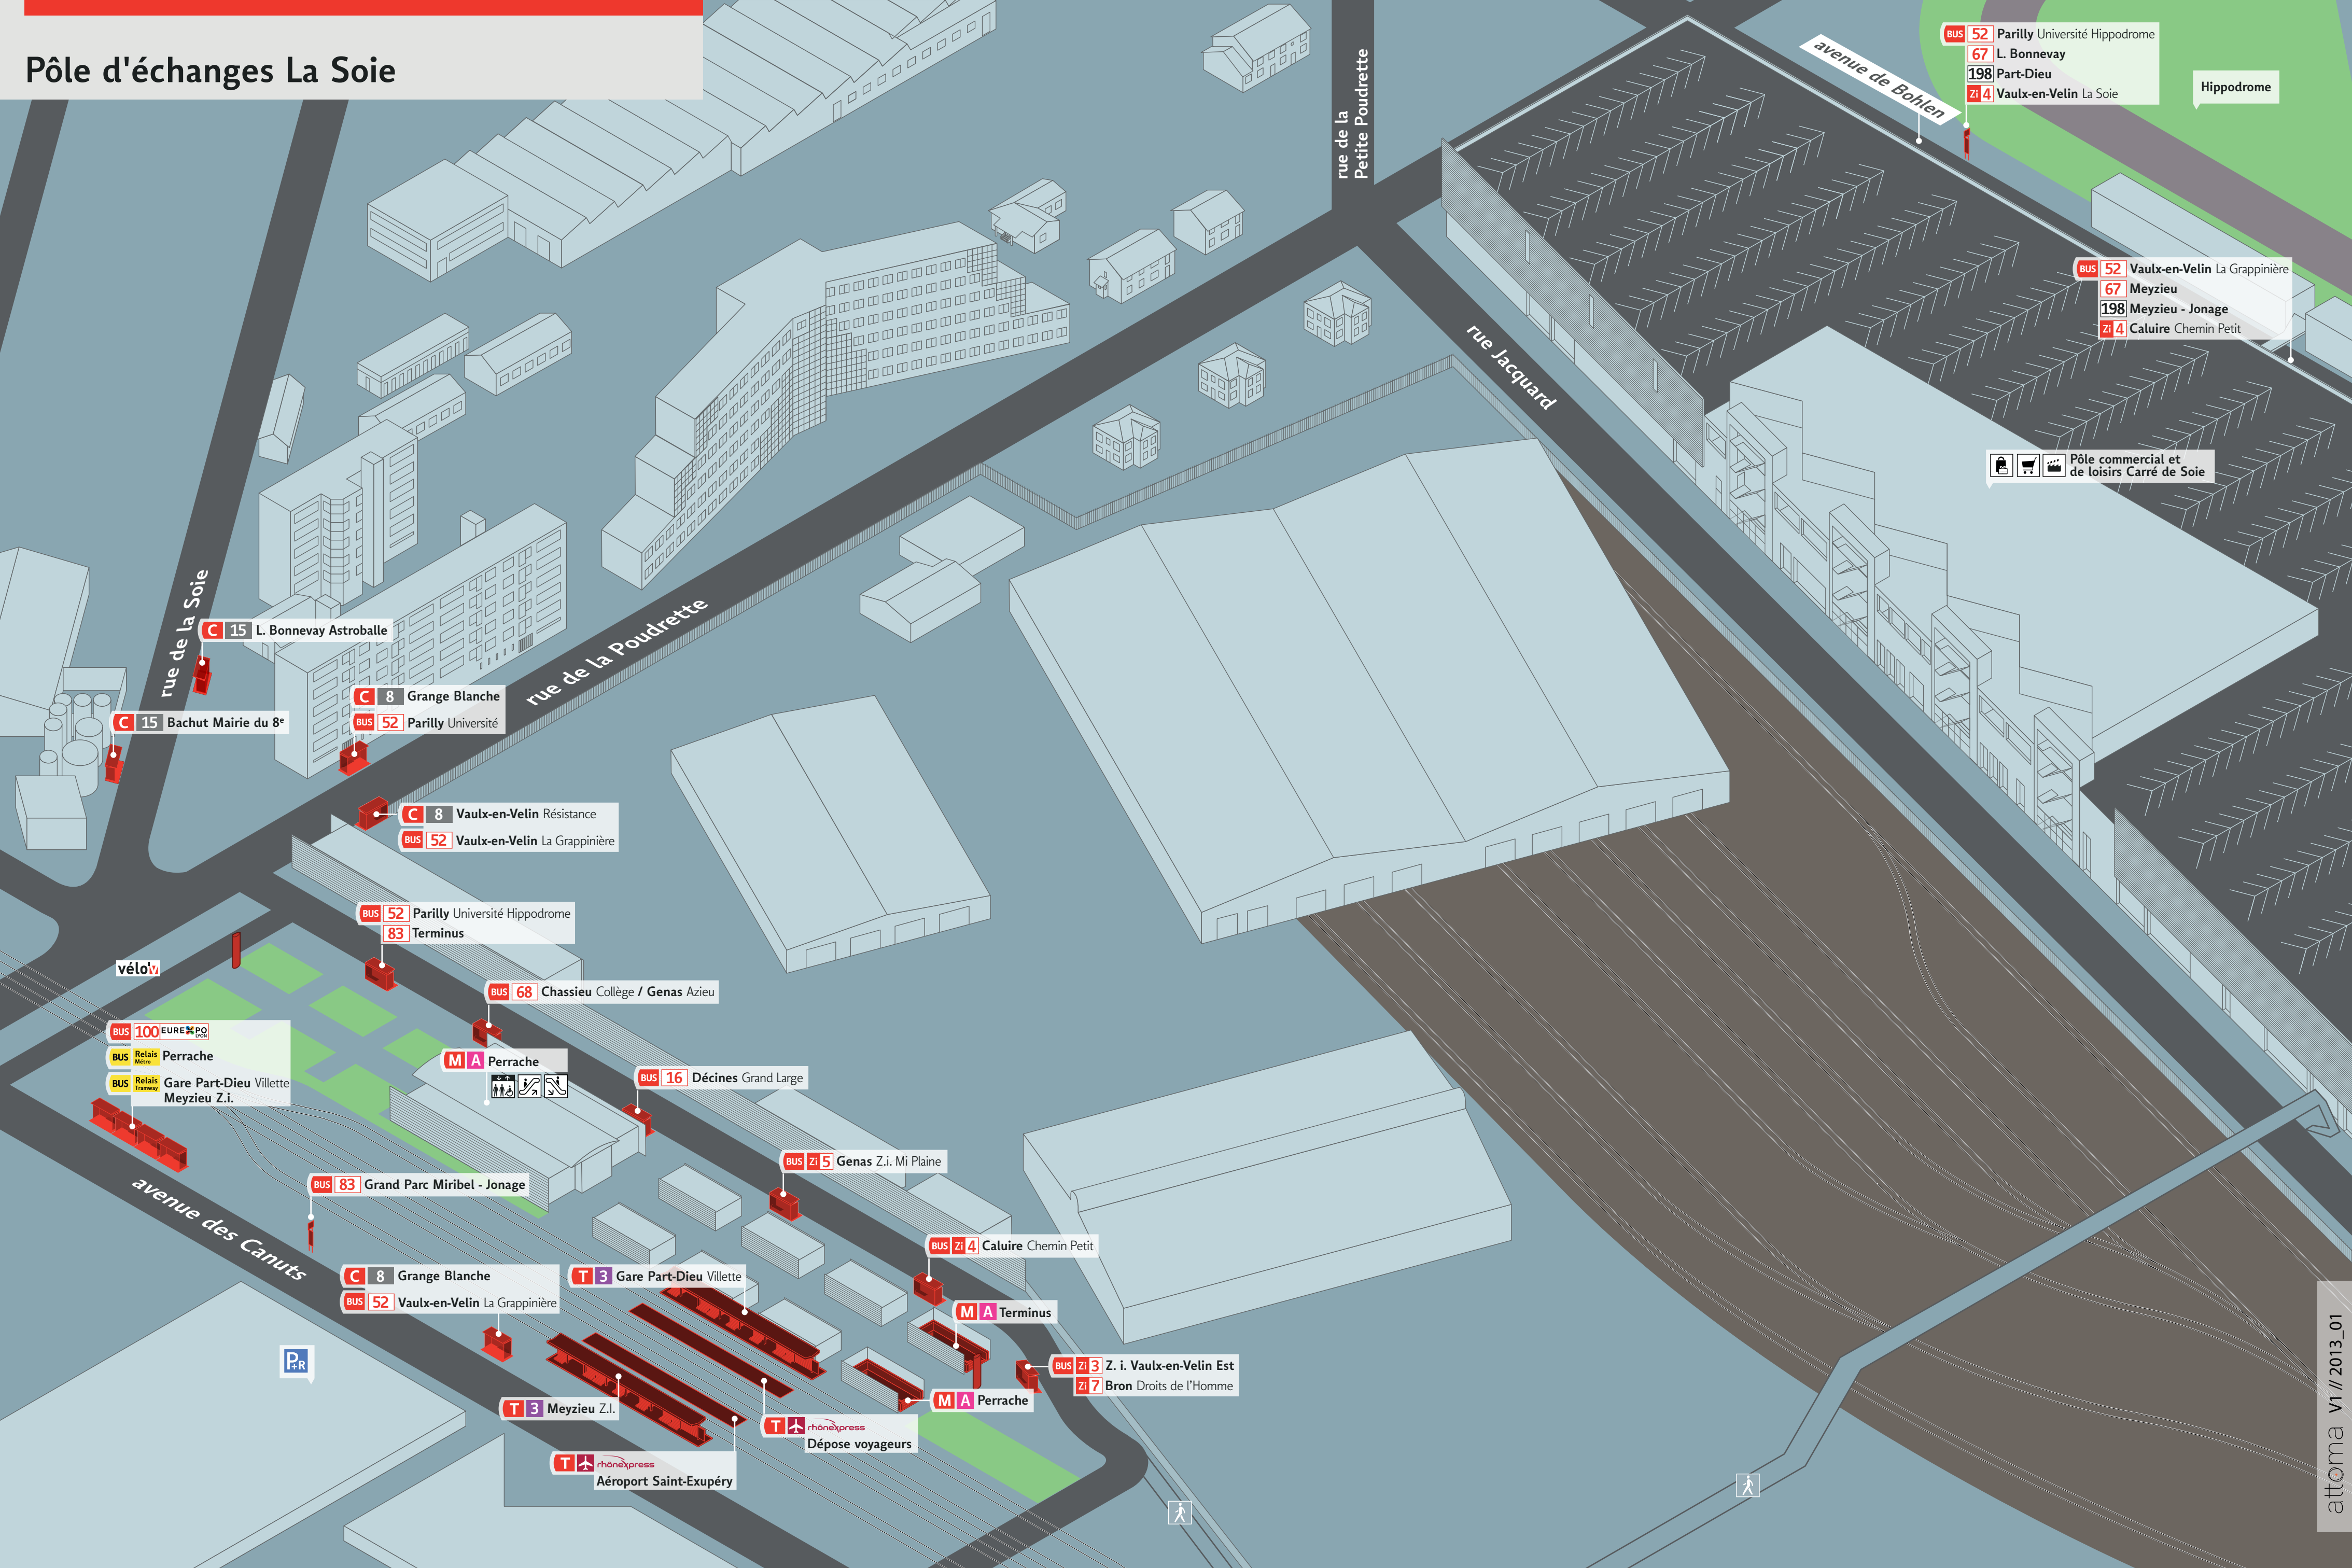 Pôle d'échanges La Soie
rue de la
Petite Poudrette
avenue de Bohlen
BUS 52 Parilly Université Hippodrome
67 L. Bonnevay
198 Part-Dieu
Zi 4 Vaulx-en-Velin La Soie
Hippodrome
BUS 52 Vaulx-en-Velin La Grappinière
67 Meyzieu
198 Meyzieu - Jonage
Zi 4 Caluire Chemin Petit
rue Jacquard
Pôle commercial et
de loisirs Carré de Soie
rue de la Soie
C 15 L. Bonnevay Astroballe
rue de la Poudrette
C 8 Grange Blanche
BUS 52 Parilly Université
C 15 Bachut Mairie du 8e
C 8 Vaulx-en-Velin Résistance
BUS 52 Vaulx-en-Velin La Grappinière
BUS 52 Parilly Université Hippodrome
83 Terminus
vélo'v
BUS 68 Chassieu Collège / Genas Azieu
BUS 100 EUREXPO LYON
BUS Relais Métro Perrache
BUS Relais Tramway Gare Part-Dieu Villette
Meyzieu Z.i.
M A Perrache
BUS 16 Décines Grand Large
BUS Zi 5 Genas Z.i. Mi Plaine
BUS 83 Grand Parc Miribel - Jonage
avenue des Canuts
BUS Zi 4 Caluire Chemin Petit
C 8 Grange Blanche
BUS 52 Vaulx-en-Velin La Grappinière
T 3 Gare Part-Dieu Villette
M A Terminus
P+R
BUS Zi 3 Z. i. Vaulx-en-Velin Est
Zi 7 Bron Droits de l'Homme
M A Perrache
T 3 Meyzieu Z.I.
T rhônexpress
Dépose voyageurs
T rhônexpress
Aéroport Saint-Exupéry
attoma V1 // 2013_01